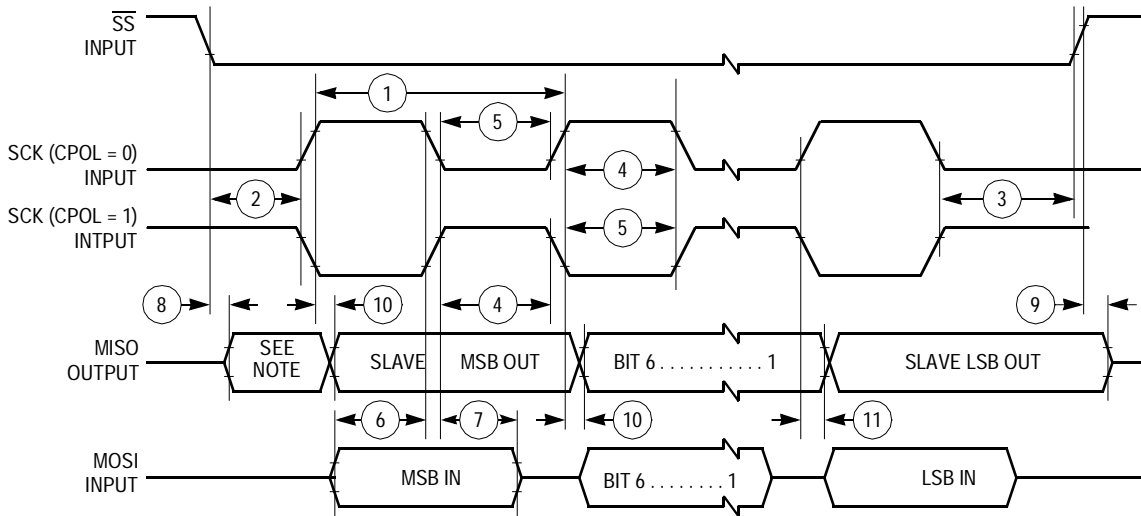 SS
INPUT
1
5
SCK (CPOL = 0)
INPUT
4
2
3
SCK (CPOL = 1)
INTPUT
5
8
10
4
9
MISO
OUTPUT
SEE
NOTE
SLAVE
MSB OUT
BIT 6 . . . . . . . . . . . 1
SLAVE LSB OUT
6
7
10
11
MOSI
INPUT
MSB IN
BIT 6 . . . . . . . . 1
LSB IN